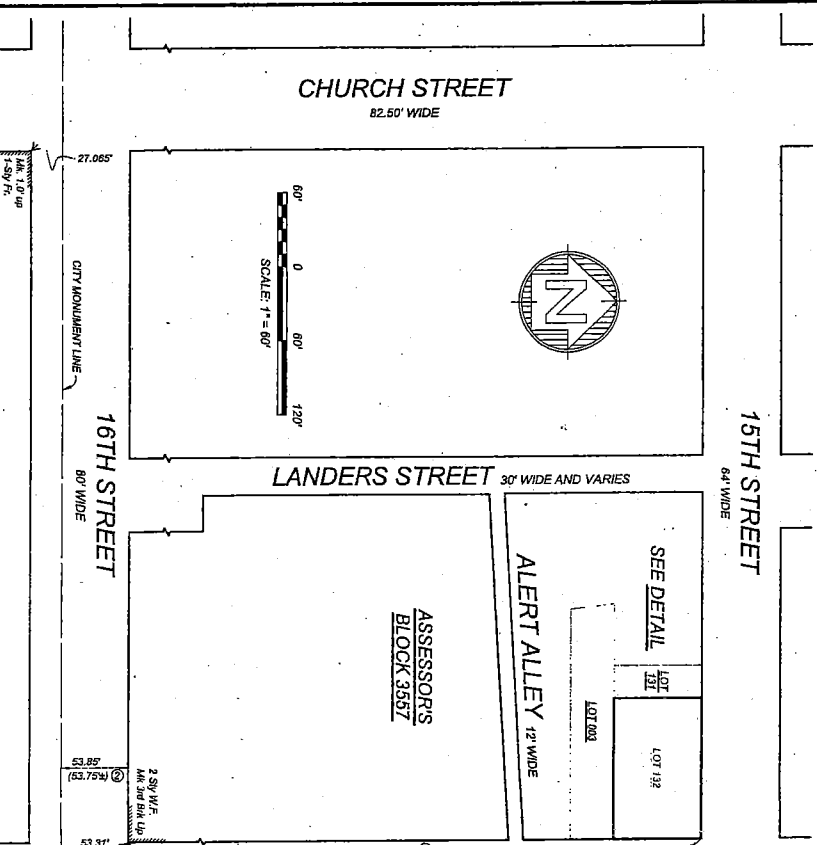 CHURCH STREET
82.50' WIDE
27.065'
Mk. 1.0' up
1-Sty Fr.
60'
0
60'
120'
SCALE: 1" = 60'
N
CITY MONUMENT LINE
16TH STREET
80' WIDE
15TH STREET
64' WIDE
LANDERS STREET 30' WIDE AND VARIES
SEE DETAIL
ALERT ALLEY 12' WIDE
ASSESSOR'S
BLOCK 3557
LOT
131
LOT 003
LOT 132
53.85'
(53.75'±) 2
2-Sty W.F.
Mk 3rd Brk Up
53.31'